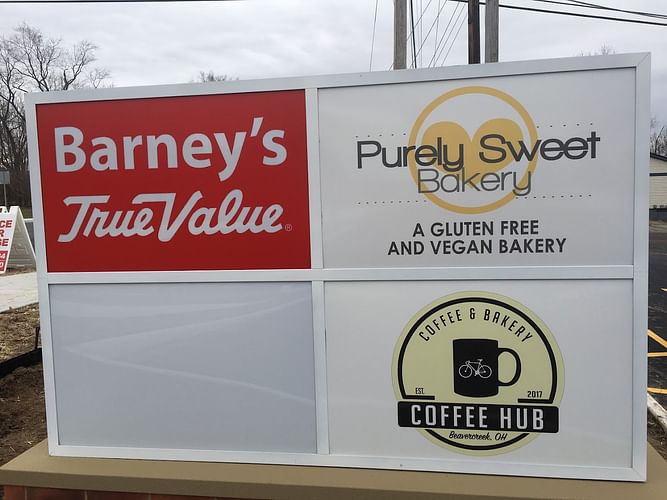 Barney's
True Value®
Purely Sweet
Bakery
A GLUTEN FREE
AND VEGAN BAKERY
COFFEE & BAKERY
EST. 2017
COFFEE HUB
Beavercreek, OH